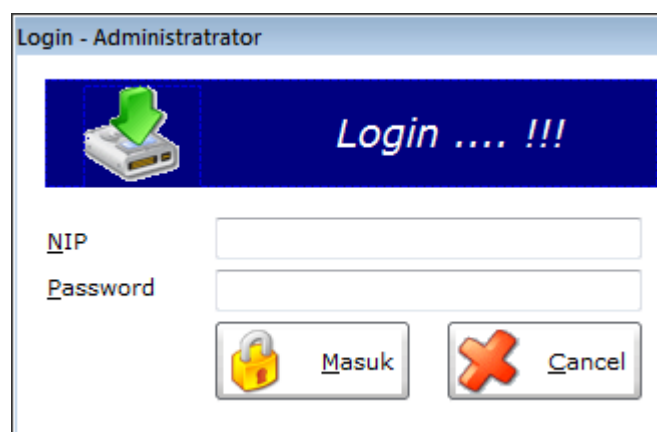 Login - Administratrator
Login .... !!!
NIP
Password
Masuk Cancel